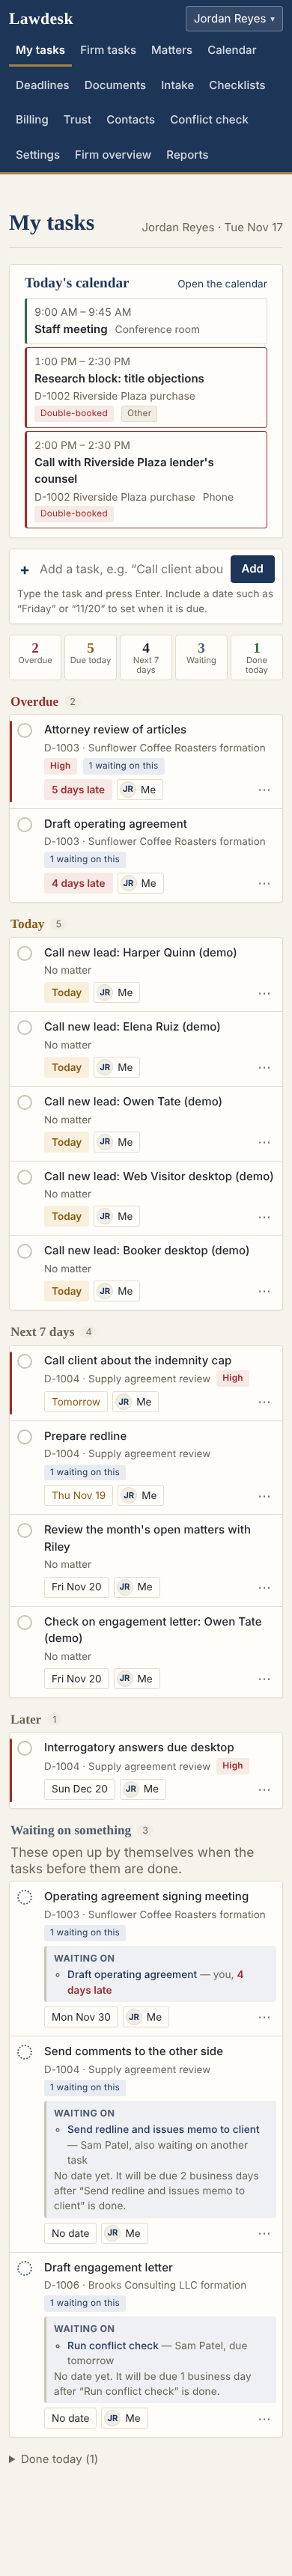 Lawdesk
Jordan Reyes ▾
My tasks Firm tasks Matters Calendar
Deadlines Documents Intake Checklists
Billing Trust Contacts Conflict check
Settings Firm overview Reports
My tasks
Jordan Reyes · Tue Nov 17
Today's calendar
Open the calendar
9:00 AM – 9:45 AM
Staff meeting Conference room
1:00 PM – 2:30 PM
Research block: title objections
D-1002 Riverside Plaza purchase
Double-booked Other
2:00 PM – 2:30 PM
Call with Riverside Plaza lender's
counsel
D-1002 Riverside Plaza purchase Phone
Double-booked
+ Add a task, e.g. “Call client abou
Add
Type the task and press Enter. Include a date such as
“Friday” or “11/20” to set when it is due.
2 Overdue
5 Due today
4 Next 7 days
3 Waiting
1 Done today
Overdue 2
Attorney review of articles
D-1003 · Sunflower Coffee Roasters formation
High 1 waiting on this
5 days late JR Me ···
Draft operating agreement
D-1003 · Sunflower Coffee Roasters formation
1 waiting on this
4 days late JR Me ···
Today 5
Call new lead: Harper Quinn (demo)
No matter
Today JR Me ···
Call new lead: Elena Ruiz (demo)
No matter
Today JR Me ···
Call new lead: Owen Tate (demo)
No matter
Today JR Me ···
Call new lead: Web Visitor desktop (demo)
No matter
Today JR Me ···
Call new lead: Booker desktop (demo)
No matter
Today JR Me ···
Next 7 days 4
Call client about the indemnity cap
D-1004 · Supply agreement review High
Tomorrow JR Me ···
Prepare redline
D-1004 · Supply agreement review
1 waiting on this
Thu Nov 19 JR Me ···
Review the month's open matters with
Riley
No matter
Fri Nov 20 JR Me ···
Check on engagement letter: Owen Tate
(demo)
No matter
Fri Nov 20 JR Me ···
Later 1
Interrogatory answers due desktop
D-1004 · Supply agreement review High
Sun Dec 20 JR Me ···
Waiting on something 3
These open up by themselves when the
tasks before them are done.
Operating agreement signing meeting
D-1003 · Sunflower Coffee Roasters formation
1 waiting on this
WAITING ON
Draft operating agreement — you, 4
days late
Mon Nov 30 JR Me ···
Send comments to the other side
D-1004 · Supply agreement review
1 waiting on this
WAITING ON
Send redline and issues memo to client
— Sam Patel, also waiting on another
task
No date yet. It will be due 2 business days
after “Send redline and issues memo to
client” is done.
No date JR Me ···
Draft engagement letter
D-1006 · Brooks Consulting LLC formation
1 waiting on this
WAITING ON
Run conflict check — Sam Patel, due
tomorrow
No date yet. It will be due 1 business day
after “Run conflict check” is done.
No date JR Me ···
▶ Done today (1)